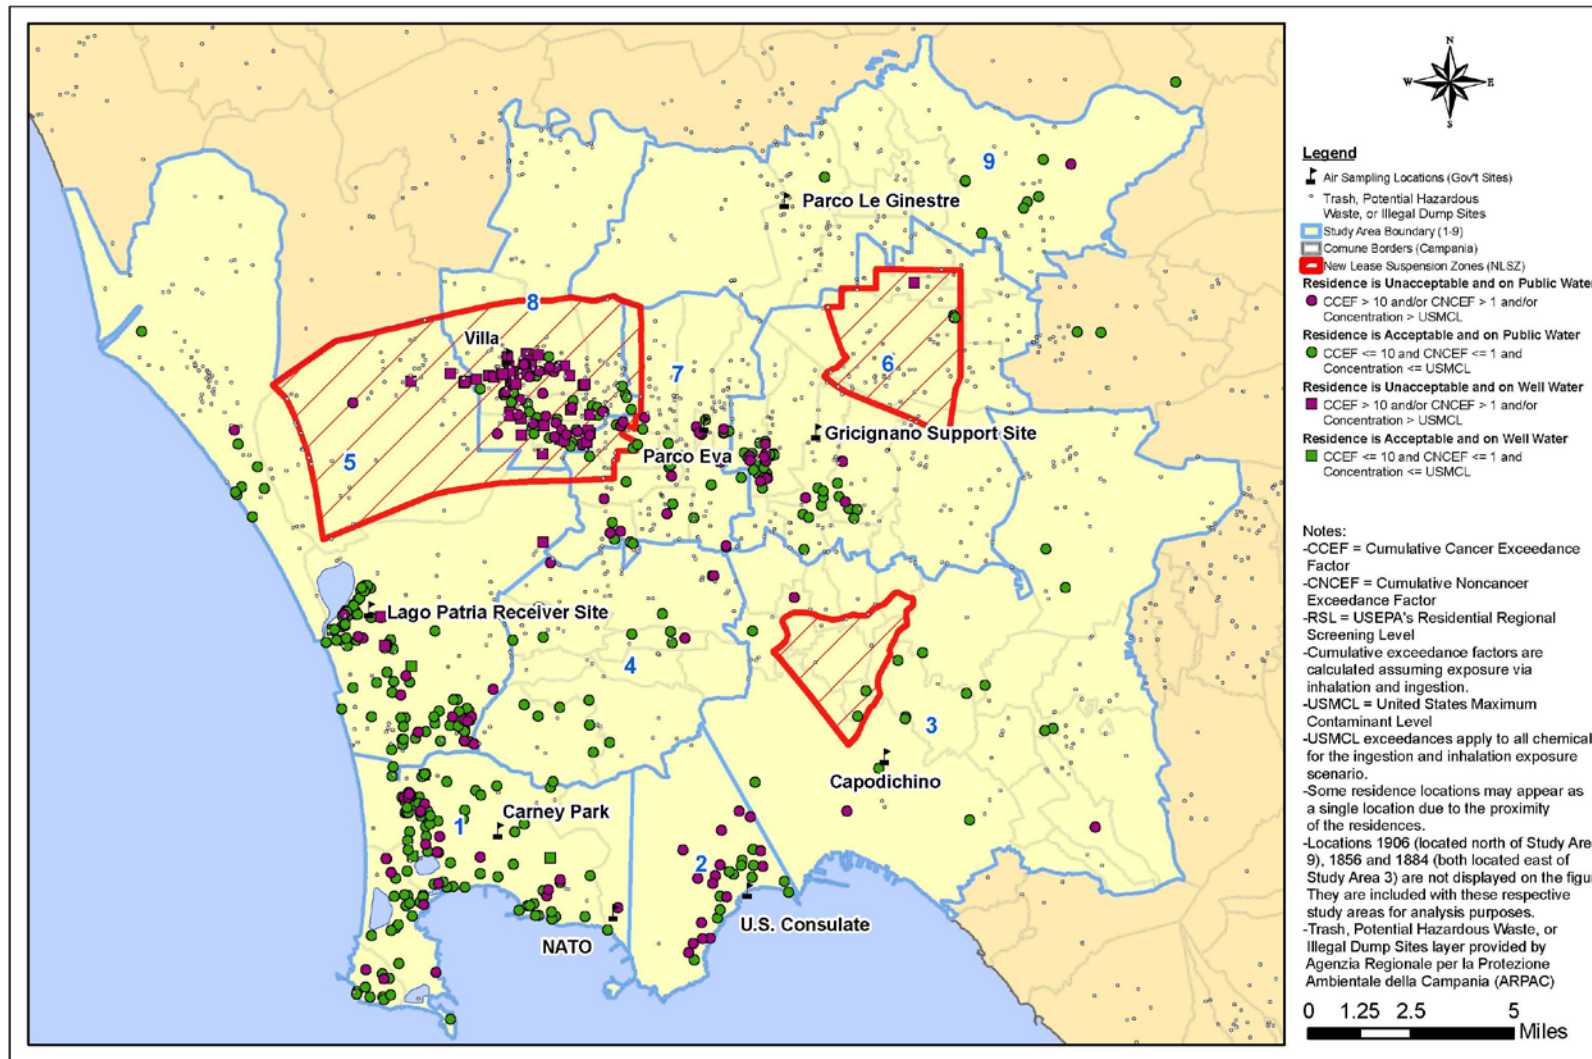 9
Parco Le Ginestre
8
Villa
7
6
Gricignano Support Site
Parco Eva
5
Lago Patria Receiver Site
4
3
Capodichino
Carney Park
1
2
U.S. Consulate
NATO
N
W
E
S
Legend
Air Sampling Locations (Gov't Sites)
Trash, Potential Hazardous
Waste, or Illegal Dump Sites
Study Area Boundary (1-9)
Comune Borders (Campania)
New Lease Suspension Zones (NLSZ)
Residence is Unacceptable and on Public Water
CCEF > 10 and/or CNCEF > 1 and/or
Concentration > USMCL
Residence is Acceptable and on Public Water
CCEF <= 10 and CNCEF <= 1 and
Concentration <= USMCL
Residence is Unacceptable and on Well Water
CCEF > 10 and/or CNCEF > 1 and/or
Concentration > USMCL
Residence is Acceptable and on Well Water
CCEF <= 10 and CNCEF <= 1 and
Concentration <= USMCL
Notes:
-CCEF = Cumulative Cancer Exceedance
Factor
-CNCEF = Cumulative Noncancer
Exceedance Factor
-RSL = USEPA's Residential Regional
Screening Level
-Cumulative exceedance factors are
calculated assuming exposure via
inhalation and ingestion.
-USMCL = United States Maximum
Contaminant Level
-USMCL exceedances apply to all chemical
for the ingestion and inhalation exposure
scenario.
-Some residence locations may appear as
a single location due to the proximity
of the residences.
-Locations 1906 (located north of Study Are
9), 1856 and 1884 (both located east of
Study Area 3) are not displayed on the figu
They are included with these respective
study areas for analysis purposes.
-Trash, Potential Hazardous Waste, or
Illegal Dump Sites layer provided by
Agenzia Regionale per la Protezione
Ambientale della Campania (ARPAC)
0 1.25 2.5 5
Miles